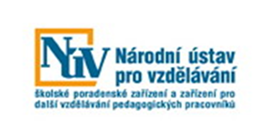 NÚV Národní ústav
pro vzdělávání
školské poradenské zařízení a zařízení pro
další vzdělávání pedagogických pracovníků